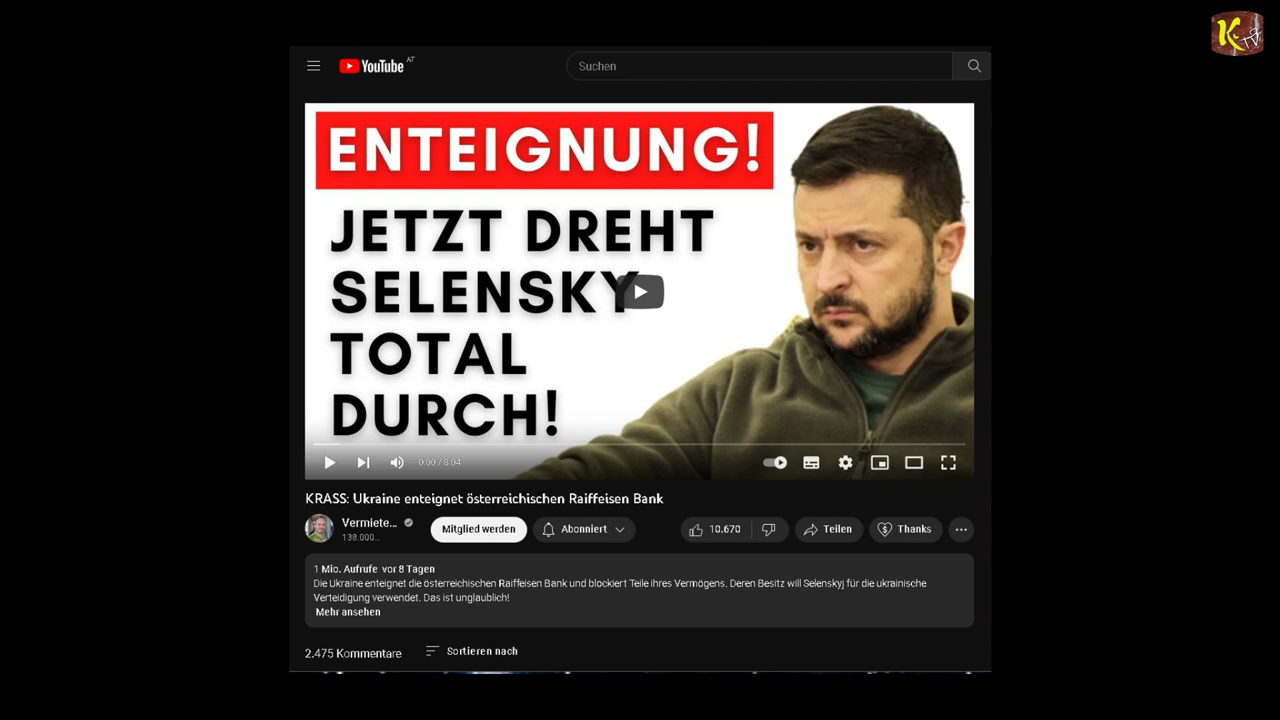 K TV
YouTube AT
Suchen
ENTEIGNUNG!
JETZT DREHT
SELENSKY
TOTAL
DURCH!
0:00 / 8:04
KRASS: Ukraine enteignet österreichischen Raiffeisen Bank
Vermiete...
138.000...
Mitglied werden
Abonniert
10.670
Teilen
Thanks
1 Mio. Aufrufe vor 8 Tagen
Die Ukraine enteignet die österreichischen Raiffeisen Bank und blockiert Teile ihres Vermögens. Deren Besitz will Selenskyj für die ukrainische
Verteidigung verwendet. Das ist unglaublich!
Mehr ansehen
2.475 Kommentare
Sortieren nach